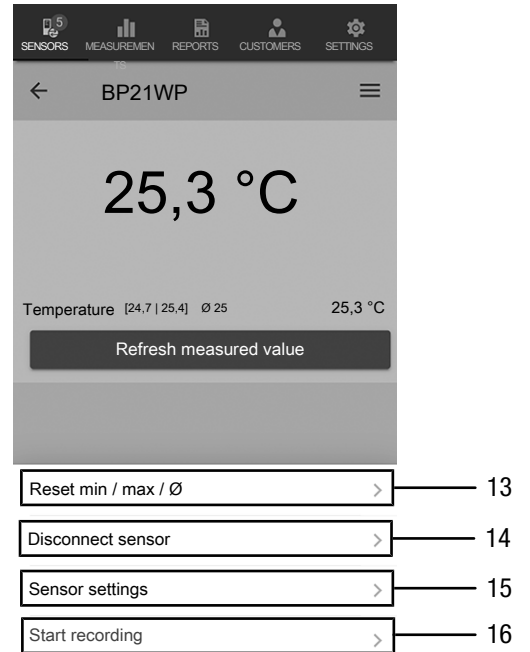 5
SENSORS MEASUREMEN REPORTS CUSTOMERS SETTINGS
TS
BP21WP
25,3 °C
Temperature [24,7 | 25,4] Ø 25 25,3 °C
Refresh measured value
Reset min / max / Ø 13
Disconnect sensor 14
Sensor settings 15
Start recording 16